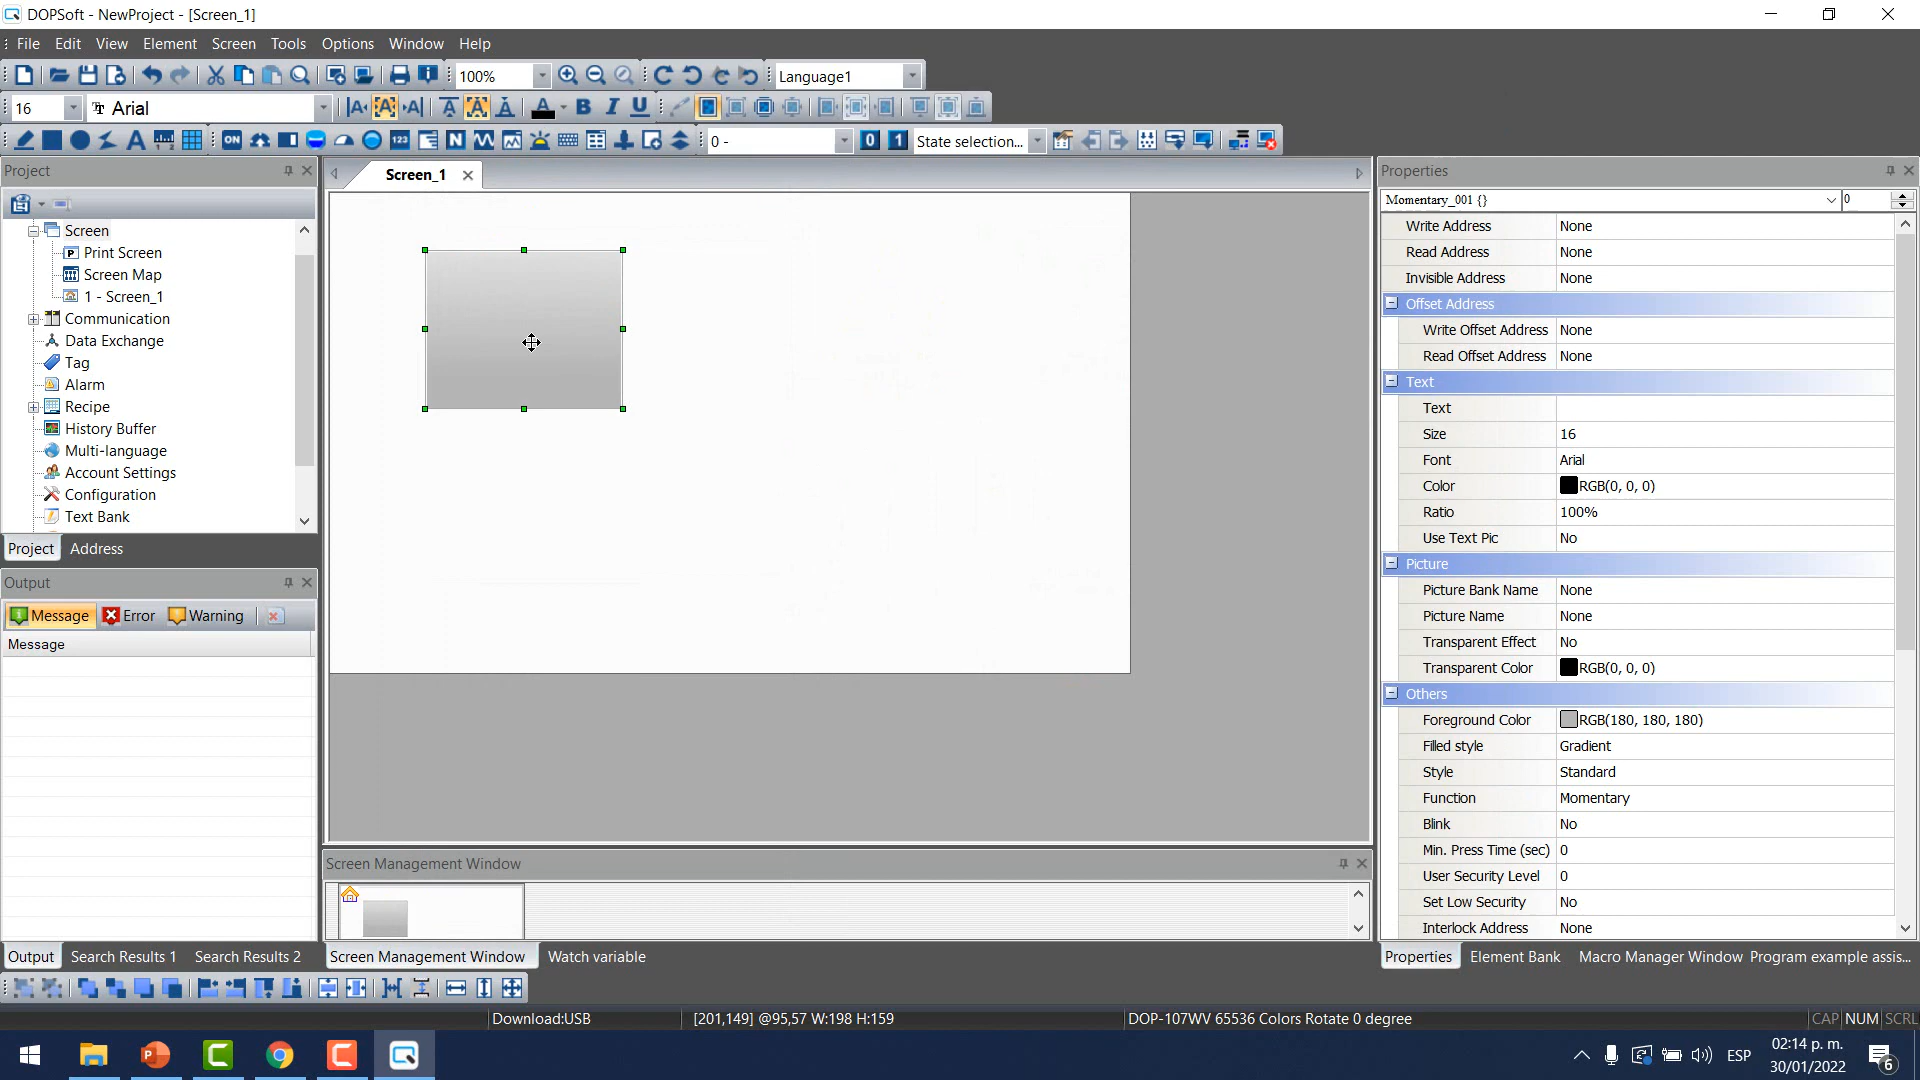 DOPSoft - NewProject - [Screen_1]
File Edit View Element Screen Tools Options Window Help
100% Language1
16 Arial A B I U
A ON 123 N 0 - 0 1 State selection...
Project
Screen
Print Screen
Screen Map
1 - Screen_1
Communication
Data Exchange
Tag
Alarm
Recipe
History Buffer
Multi-language
Account Settings
Configuration
Text Bank
Project Address
Output
Message Error Warning
Message
Output Search Results 1 Search Results 2
Screen_1
Screen Management Window
Screen Management Window Watch variable
Properties
Momentary_001 {} 0
Write Address None
Read Address None
Invisible Address None
Offset Address
Write Offset Address None
Read Offset Address None
Text
Text
Size 16
Font Arial
Color RGB(0, 0, 0)
Ratio 100%
Use Text Pic No
Picture
Picture Bank Name None
Picture Name None
Transparent Effect No
Transparent Color RGB(0, 0, 0)
Others
Foreground Color RGB(180, 180, 180)
Filled style Gradient
Style Standard
Function Momentary
Blink No
Min. Press Time (sec) 0
User Security Level 0
Set Low Security No
Interlock Address None
Properties Element Bank Macro Manager Window Program example assis...
Download:USB [201,149] @95,57 W:198 H:159 DOP-107WV 65536 Colors Rotate 0 degree CAP NUM SCRL
ESP 02:14 p. m.
30/01/2022 6